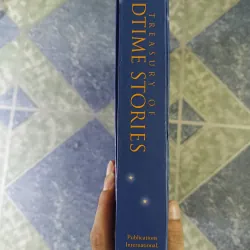 TREASURY OF
DTIME STORIES
Publications
International